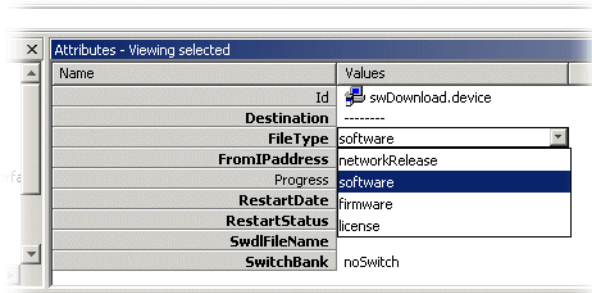 Attributes - Viewing selected
Name Values
Id swDownload.device
Destination --------
FileType software
FromIPaddress networkRelease
Progress software
RestartDate firmware
RestartStatus license
SwdlFileName
SwitchBank noSwitch